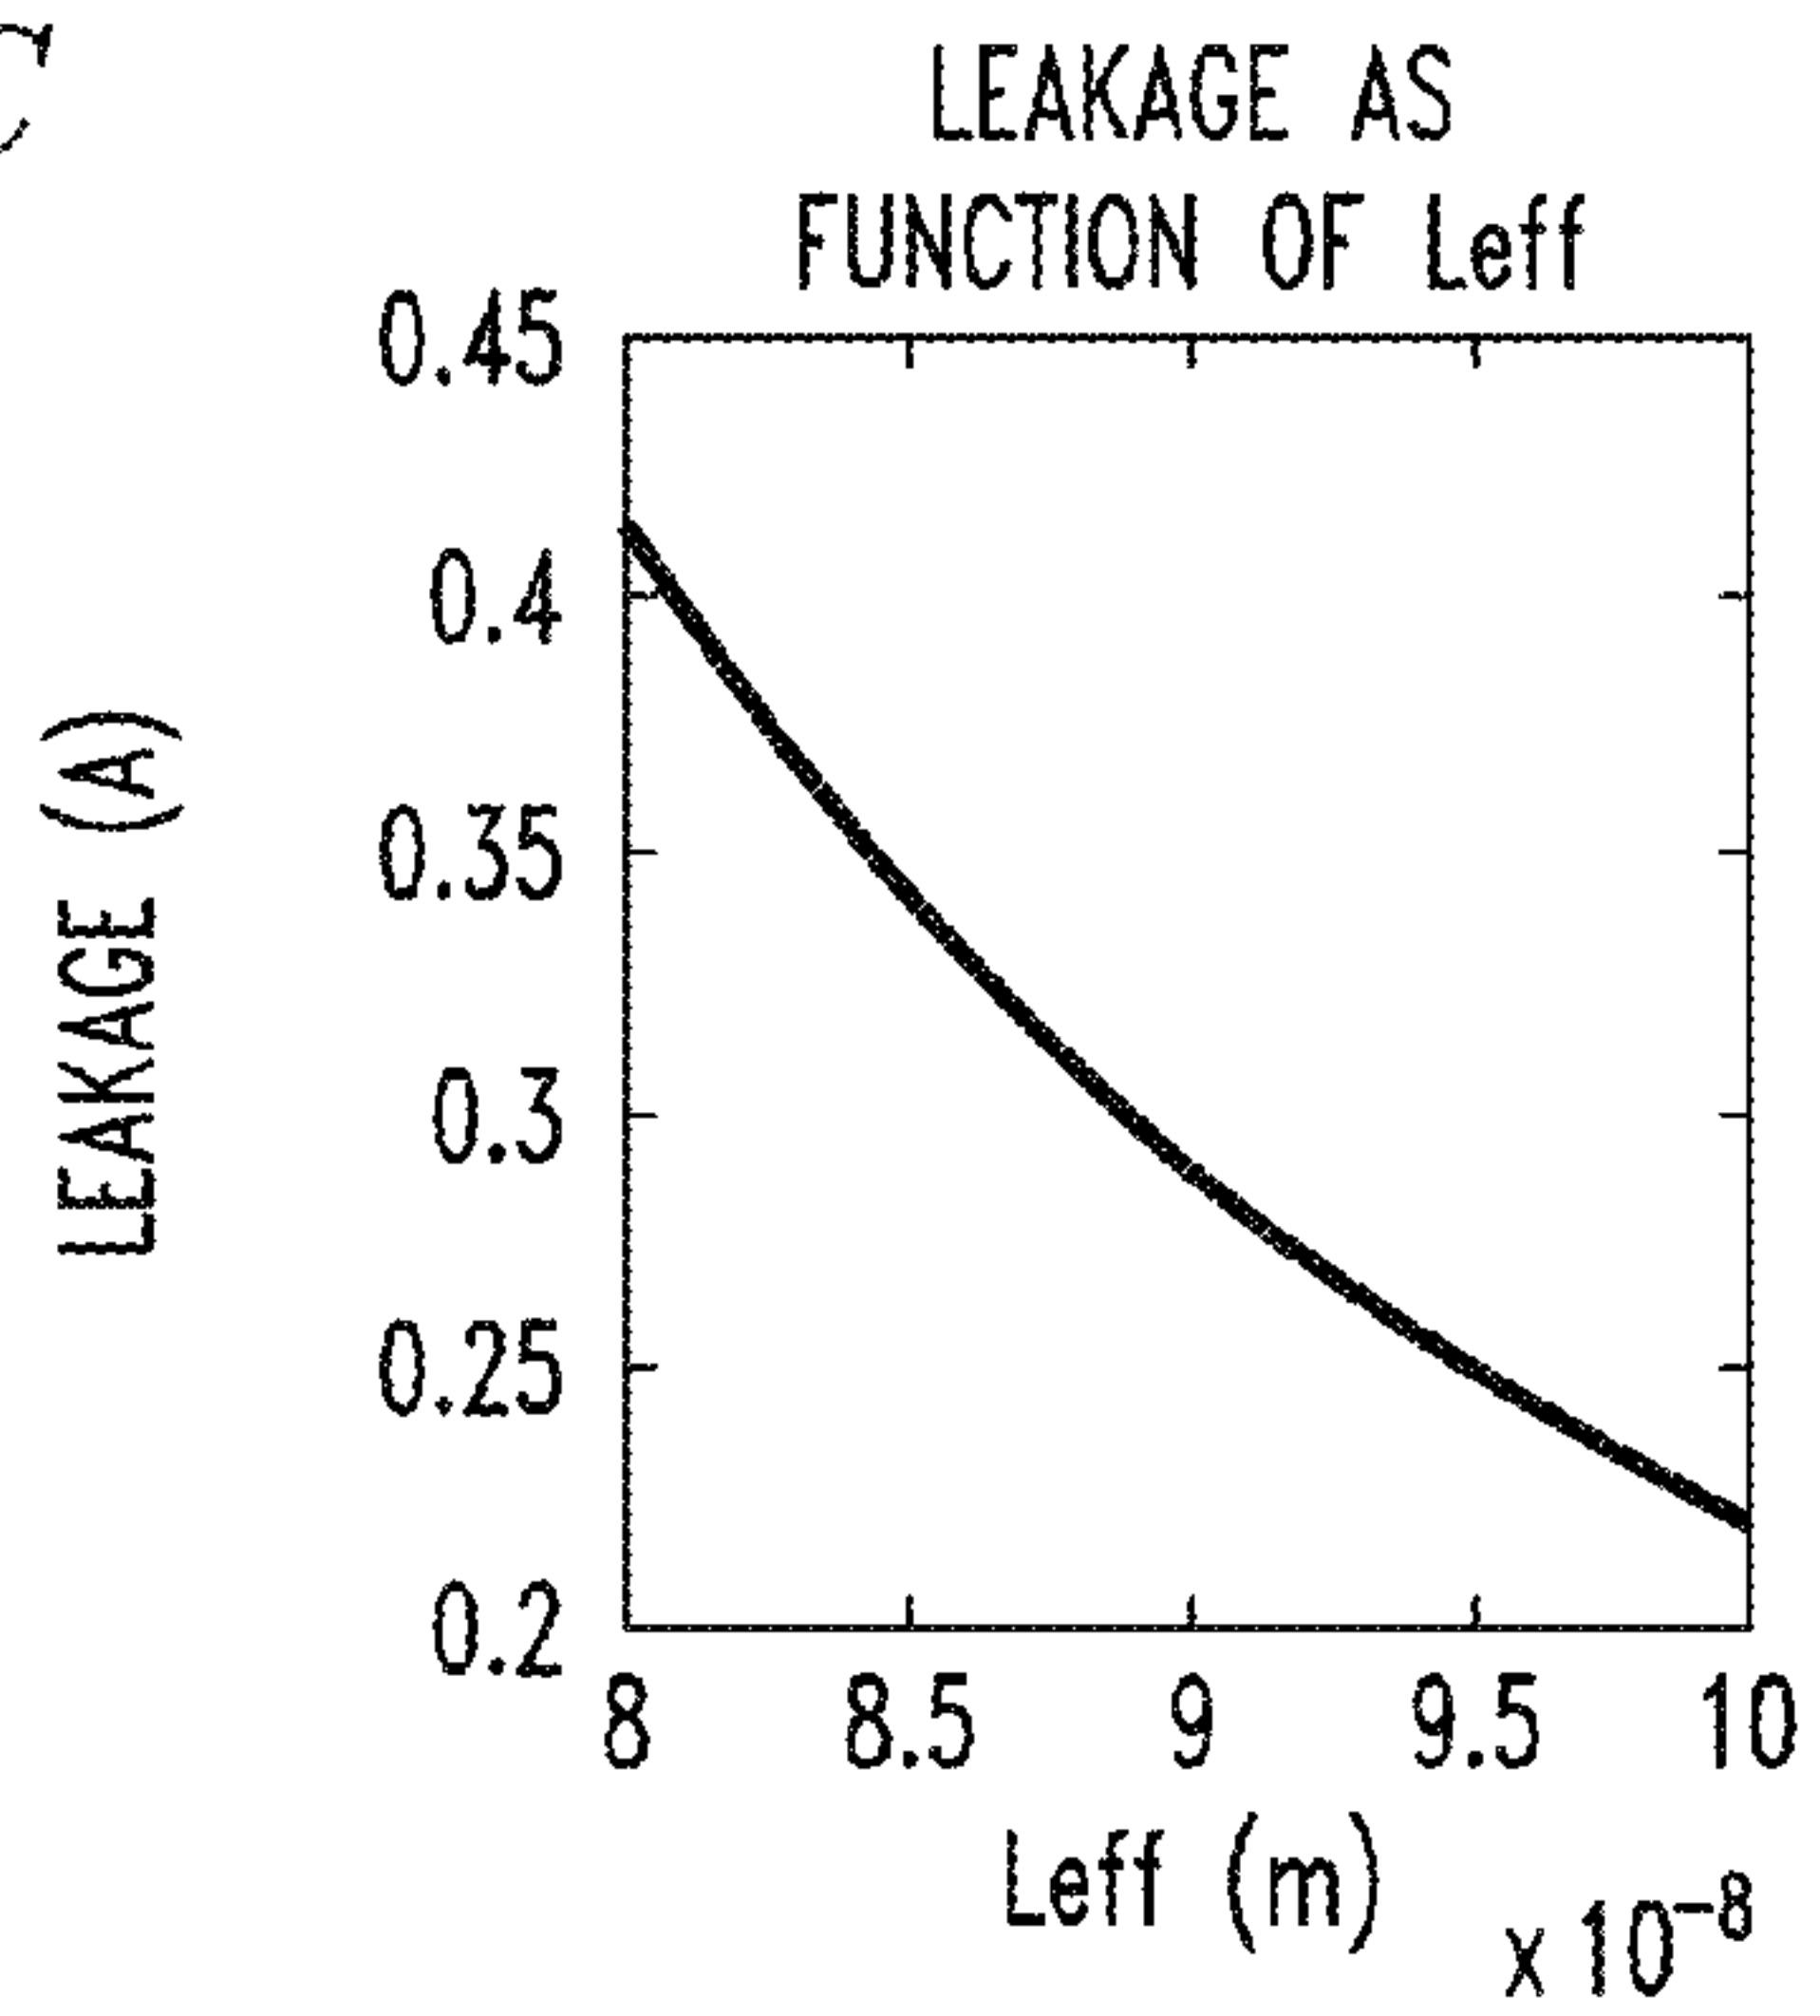 C
LEAKAGE AS
FUNCTION OF Leff
0.45
0.4
0.35
0.3
0.25
0.2
LEAKAGE (A)
8 8.5 9 9.5 10
Leff (m)
x 10⁻⁸